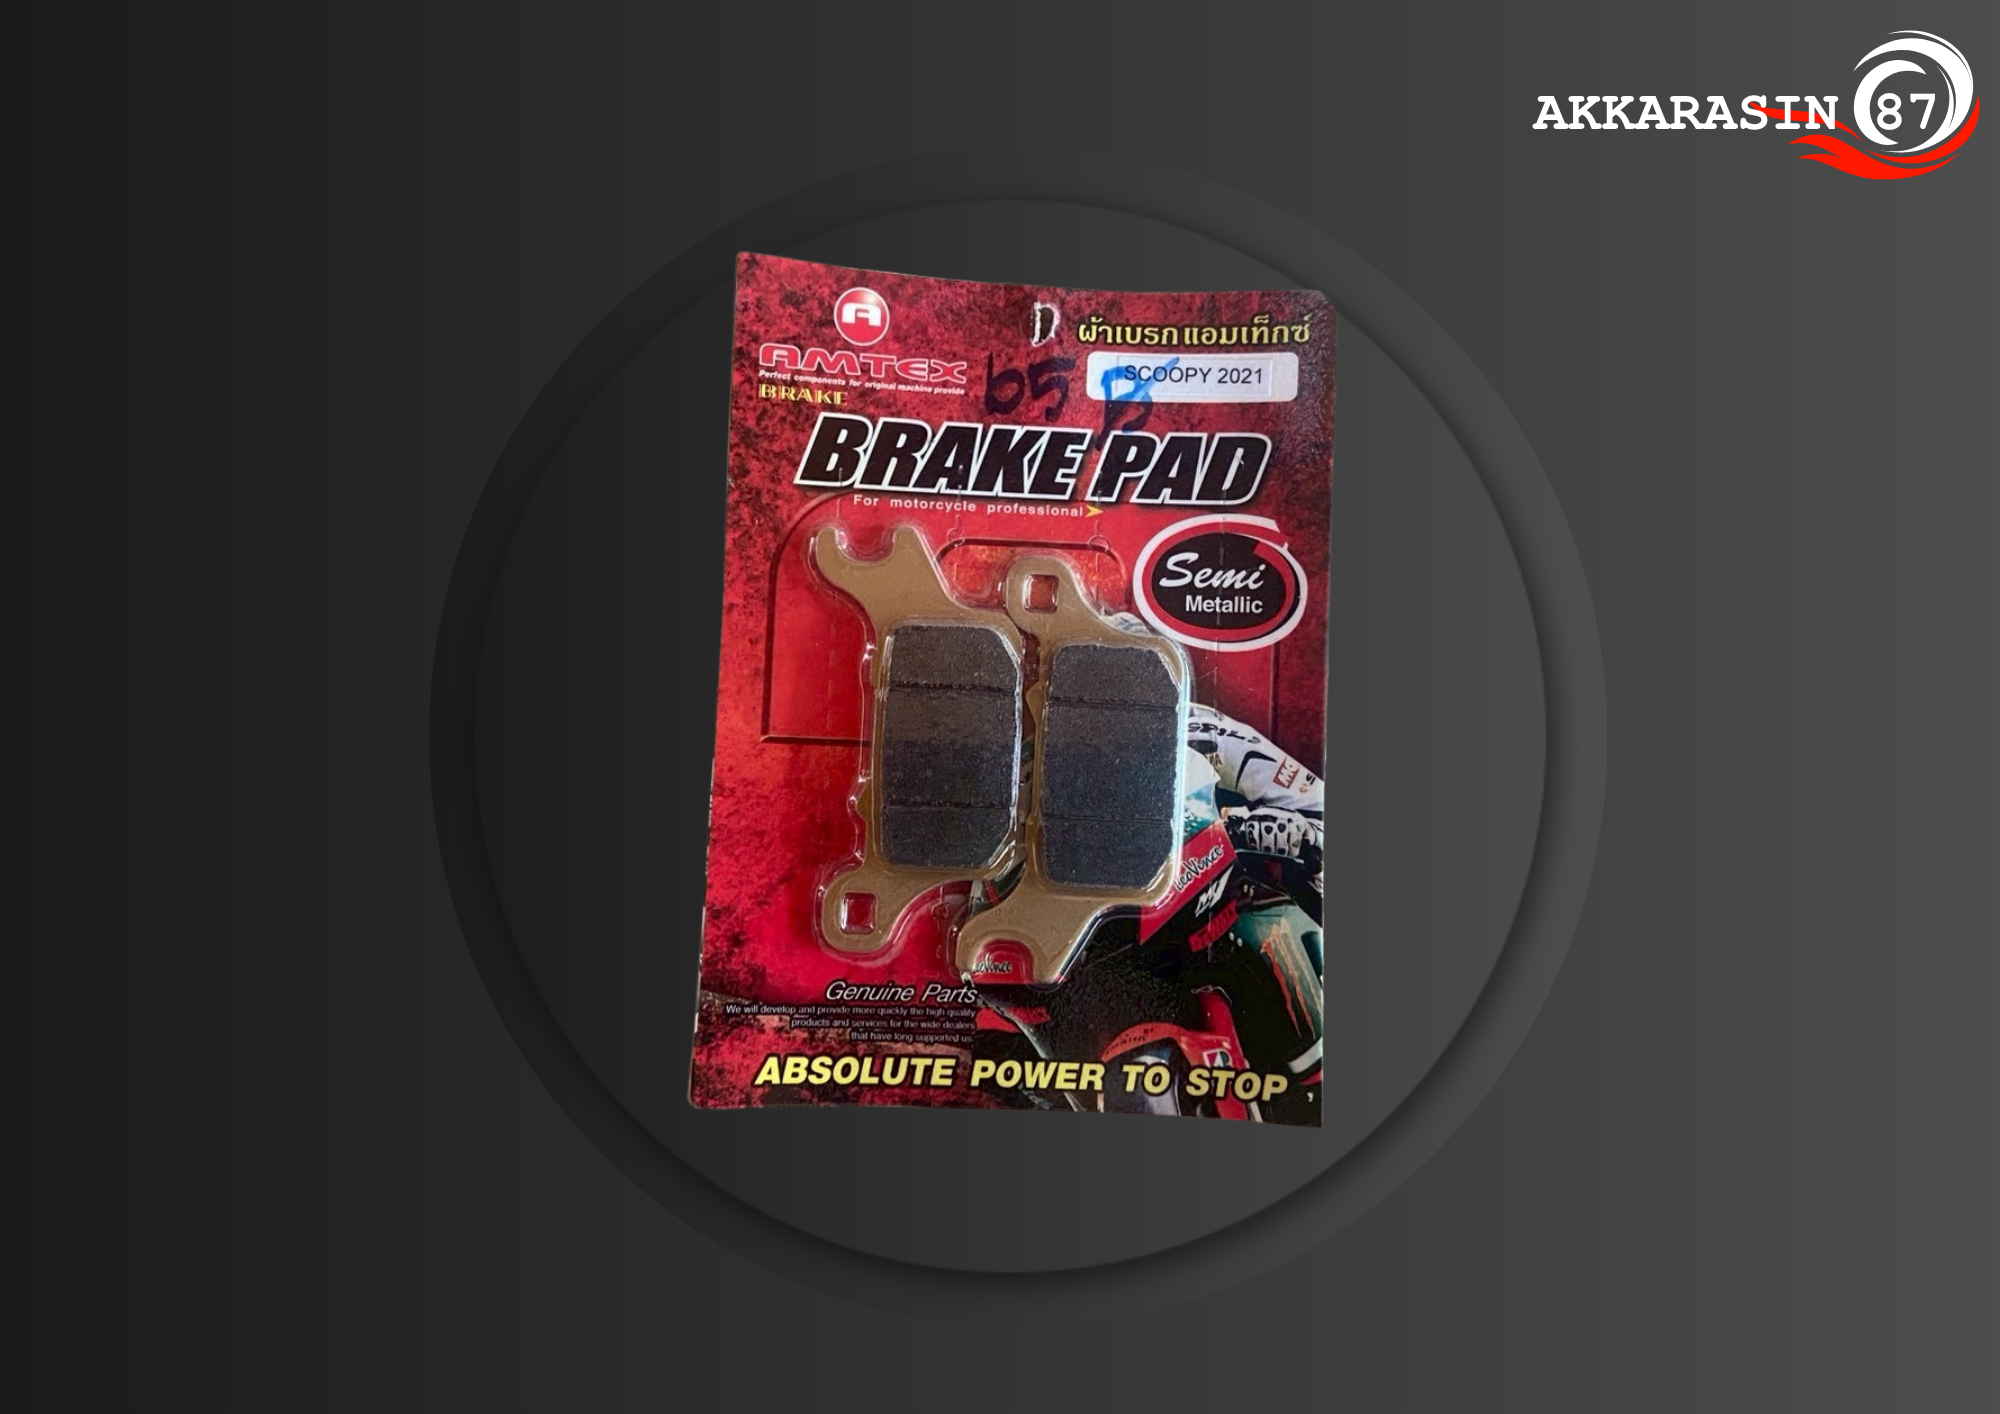 AKKARASIN 87
A
ผ้าเบรกแอมเท็กซ์
AMTEX
Perfect components for original machine provide
BRAKE
65 B
SCOOPY 2021
BRAKE PAD
For motorcycle professional
Semi
Metallic
SPIL
LeoVince
LeoVince
Genuine Parts
We will develop and provide more quickly the high quality
products and services for the wide dealers
that have long supported us.
ABSOLUTE POWER TO STOP